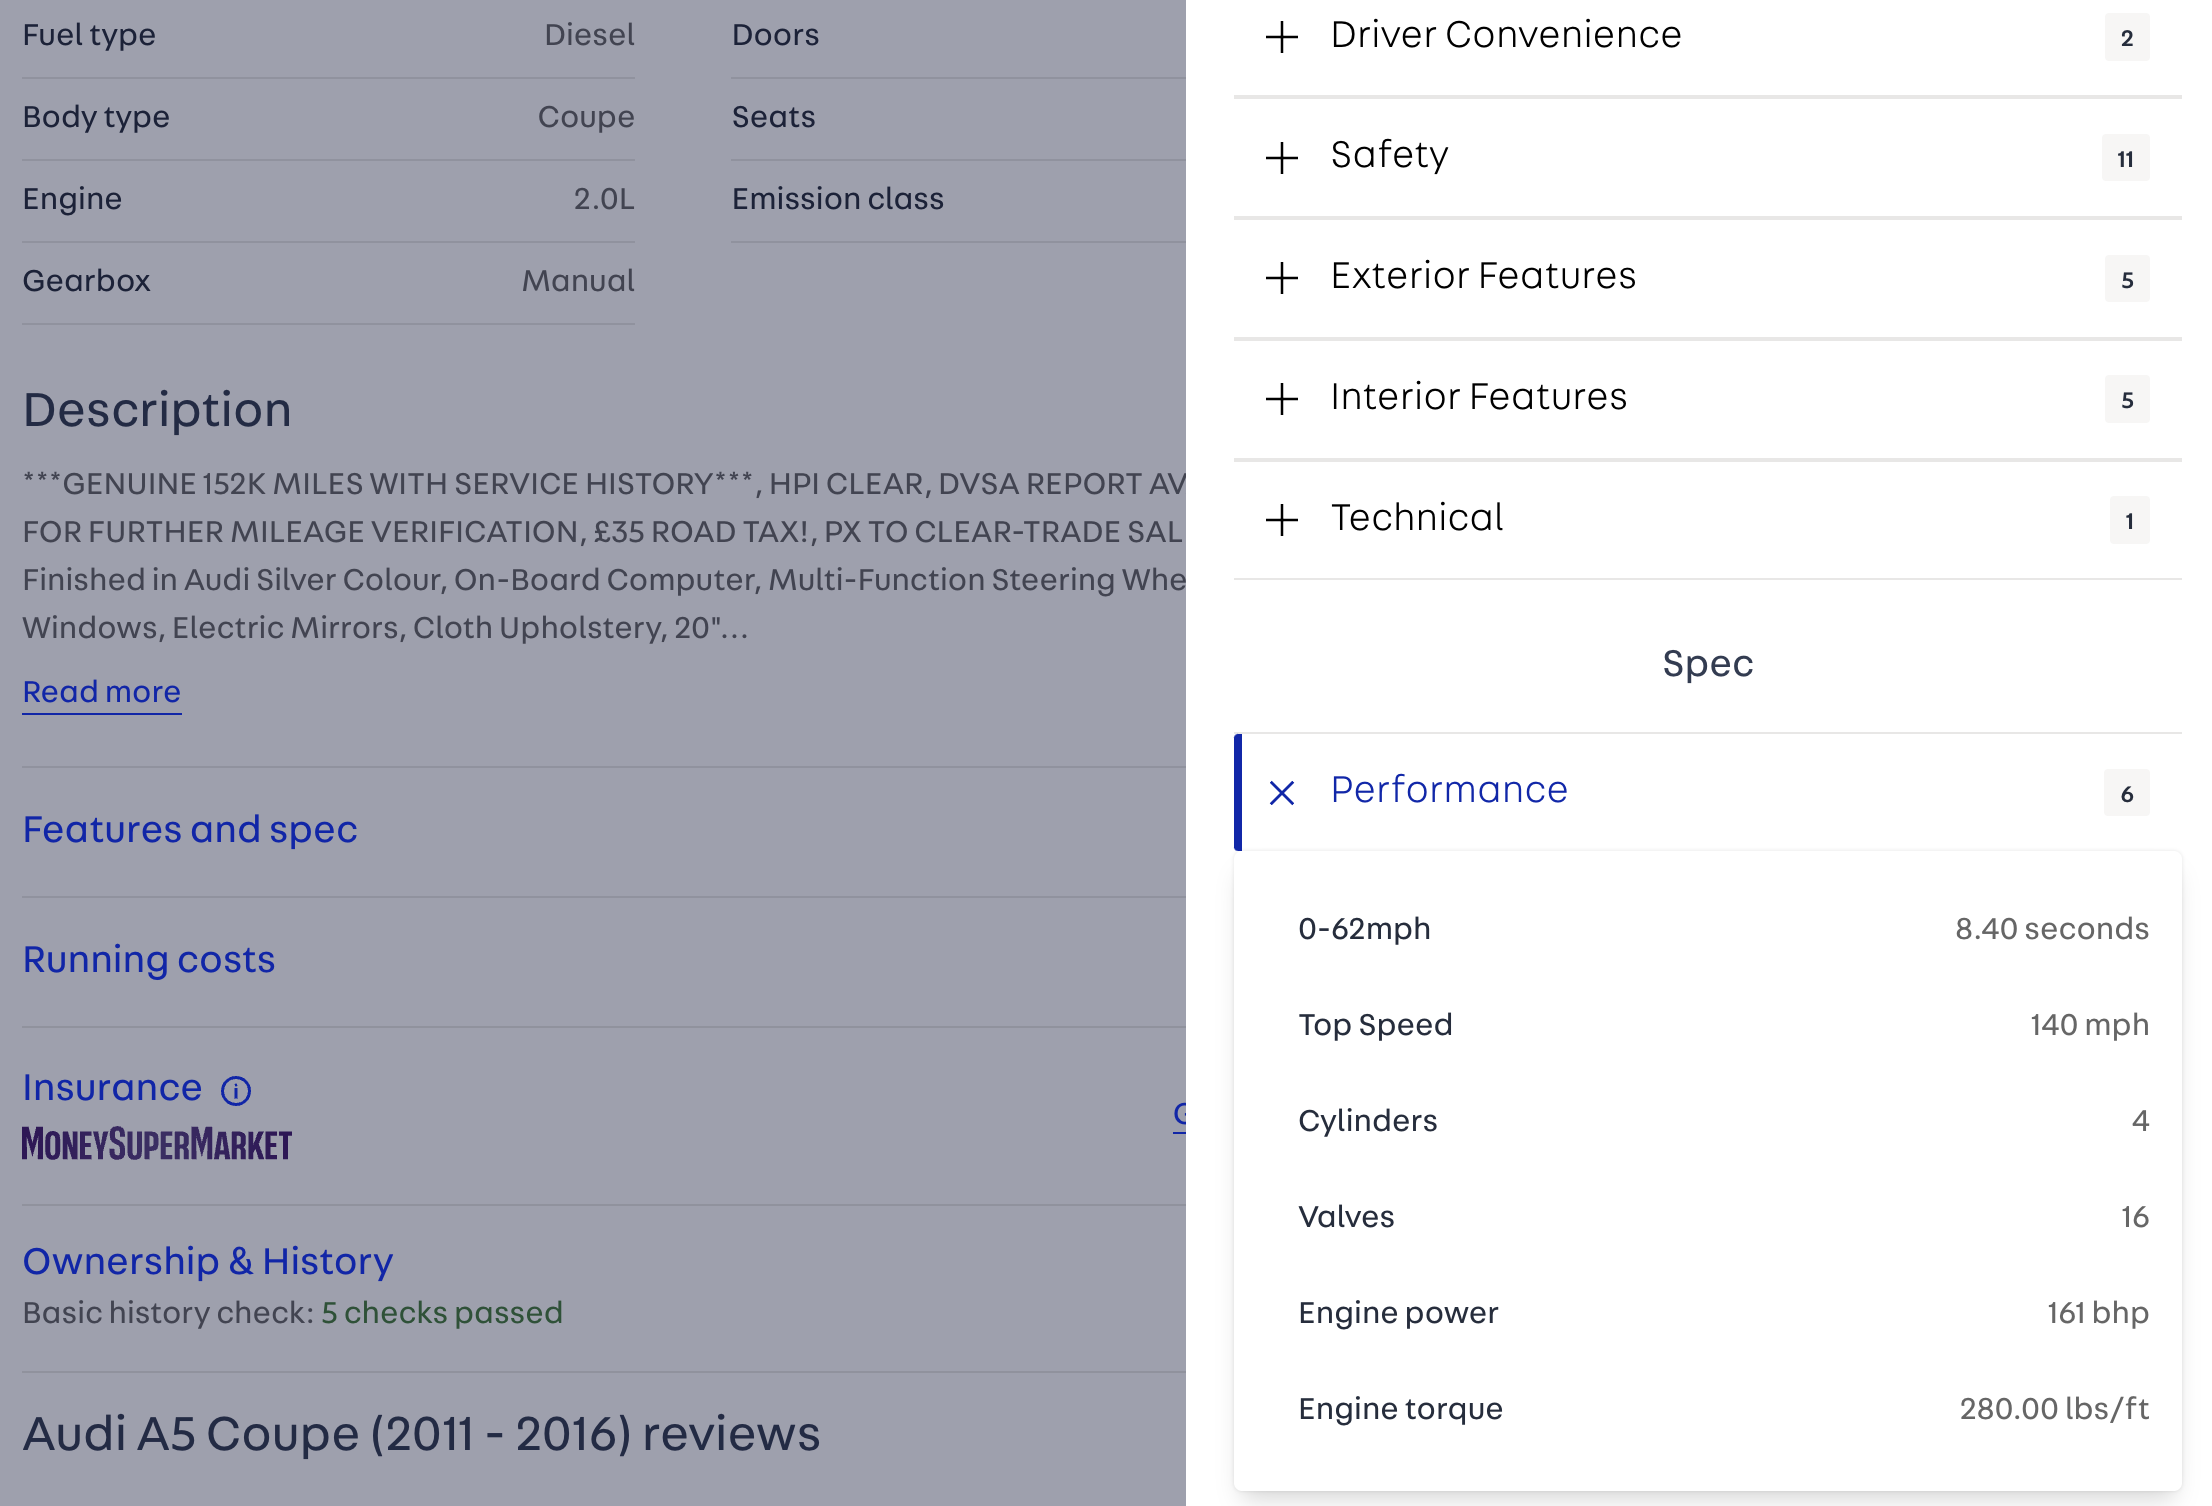 Fuel type Diesel
Doors
Body type Coupe
Seats
Engine 2.0L
Emission class
Gearbox Manual
Description
***GENUINE 152K MILES WITH SERVICE HISTORY***, HPI CLEAR, DVSA REPORT AV
FOR FURTHER MILEAGE VERIFICATION, £35 ROAD TAX!, PX TO CLEAR-TRADE SAL
Finished in Audi Silver Colour, On-Board Computer, Multi-Function Steering Whe
Windows, Electric Mirrors, Cloth Upholstery, 20"...
Read more
Features and spec
Running costs
Insurance
MONEYSUPERMARKET
Ownership & History
Basic history check: 5 checks passed
Audi A5 Coupe (2011 - 2016) reviews
Driver Convenience 2
Safety 11
Exterior Features 5
Interior Features 5
Technical 1
Spec
Performance 6
0-62mph 8.40 seconds
Top Speed 140 mph
Cylinders 4
Valves 16
Engine power 161 bhp
Engine torque 280.00 lbs/ft